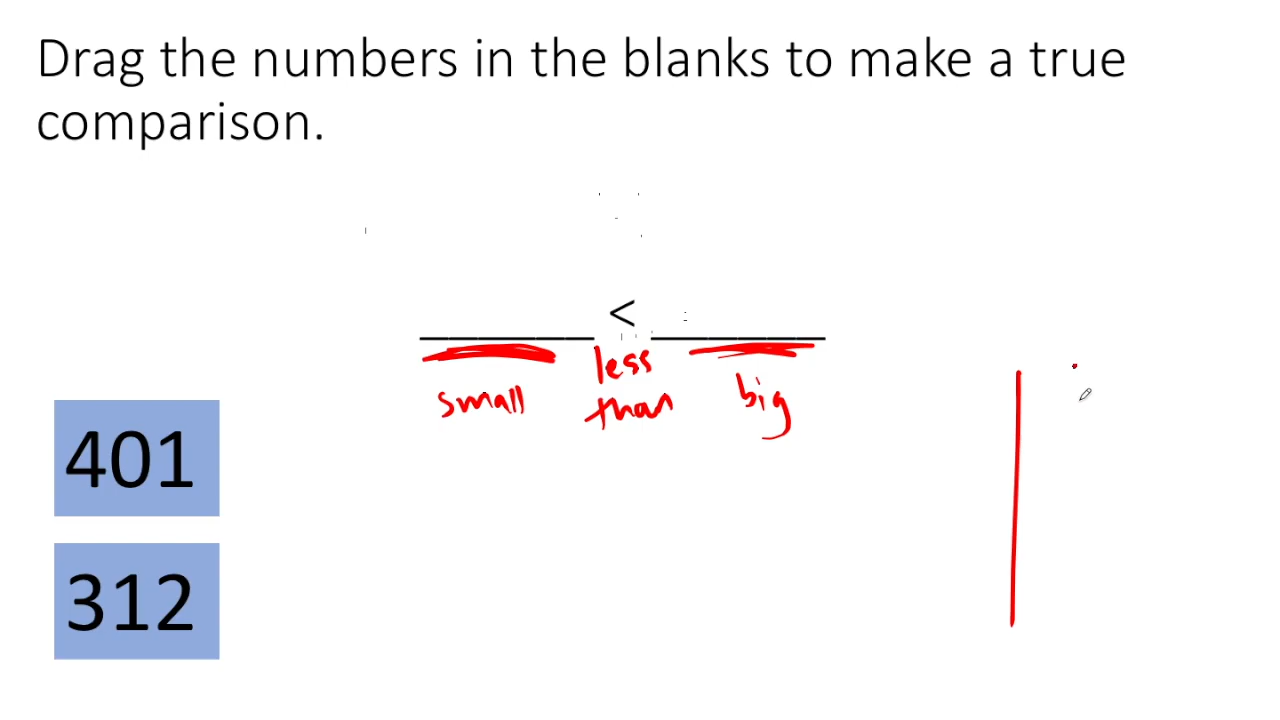 Drag the numbers in the blanks to make a true
comparison.
<
less
small than big
401
312